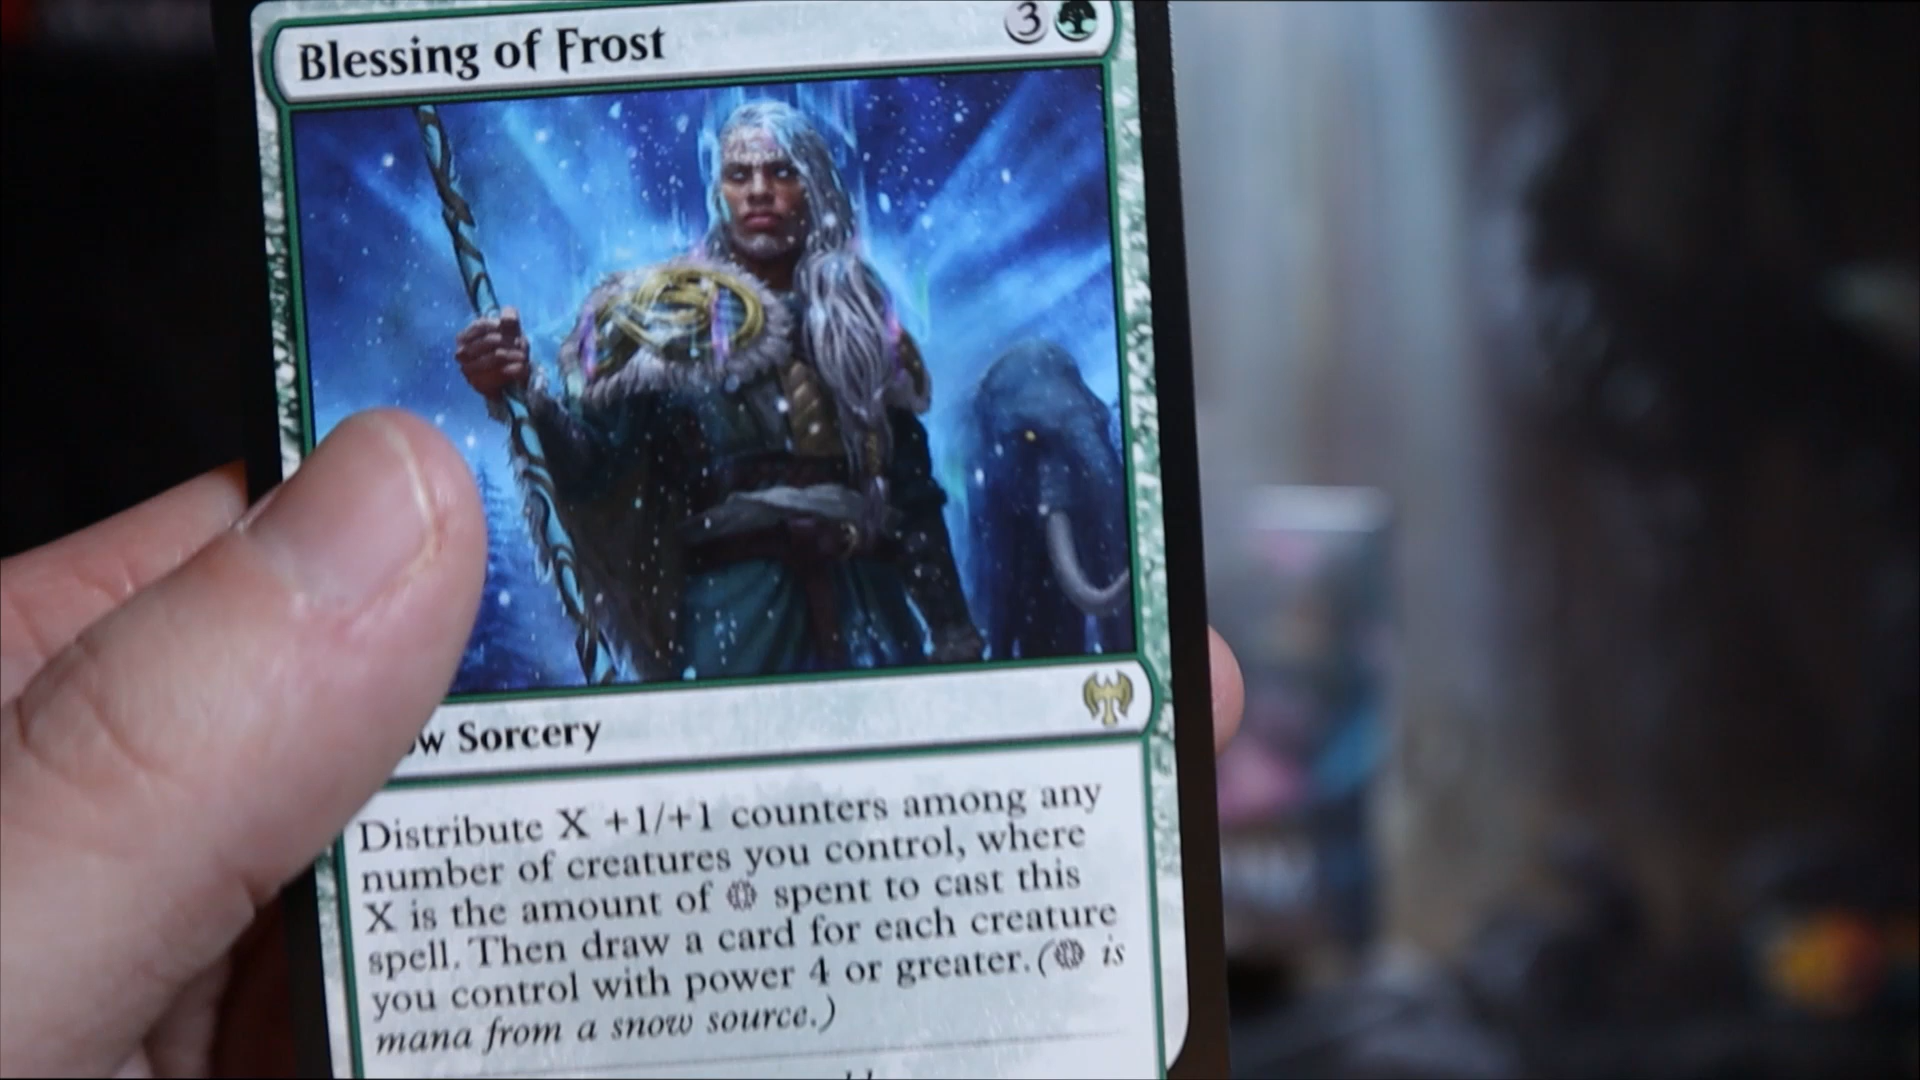 Blessing of Frost 3
ow Sorcery
Distribute X +1/+1 counters among any
number of creatures you control, where
X is the amount of spent to cast this
spell. Then draw a card for each creature
you control with power 4 or greater. ( is
mana from a snow source.)